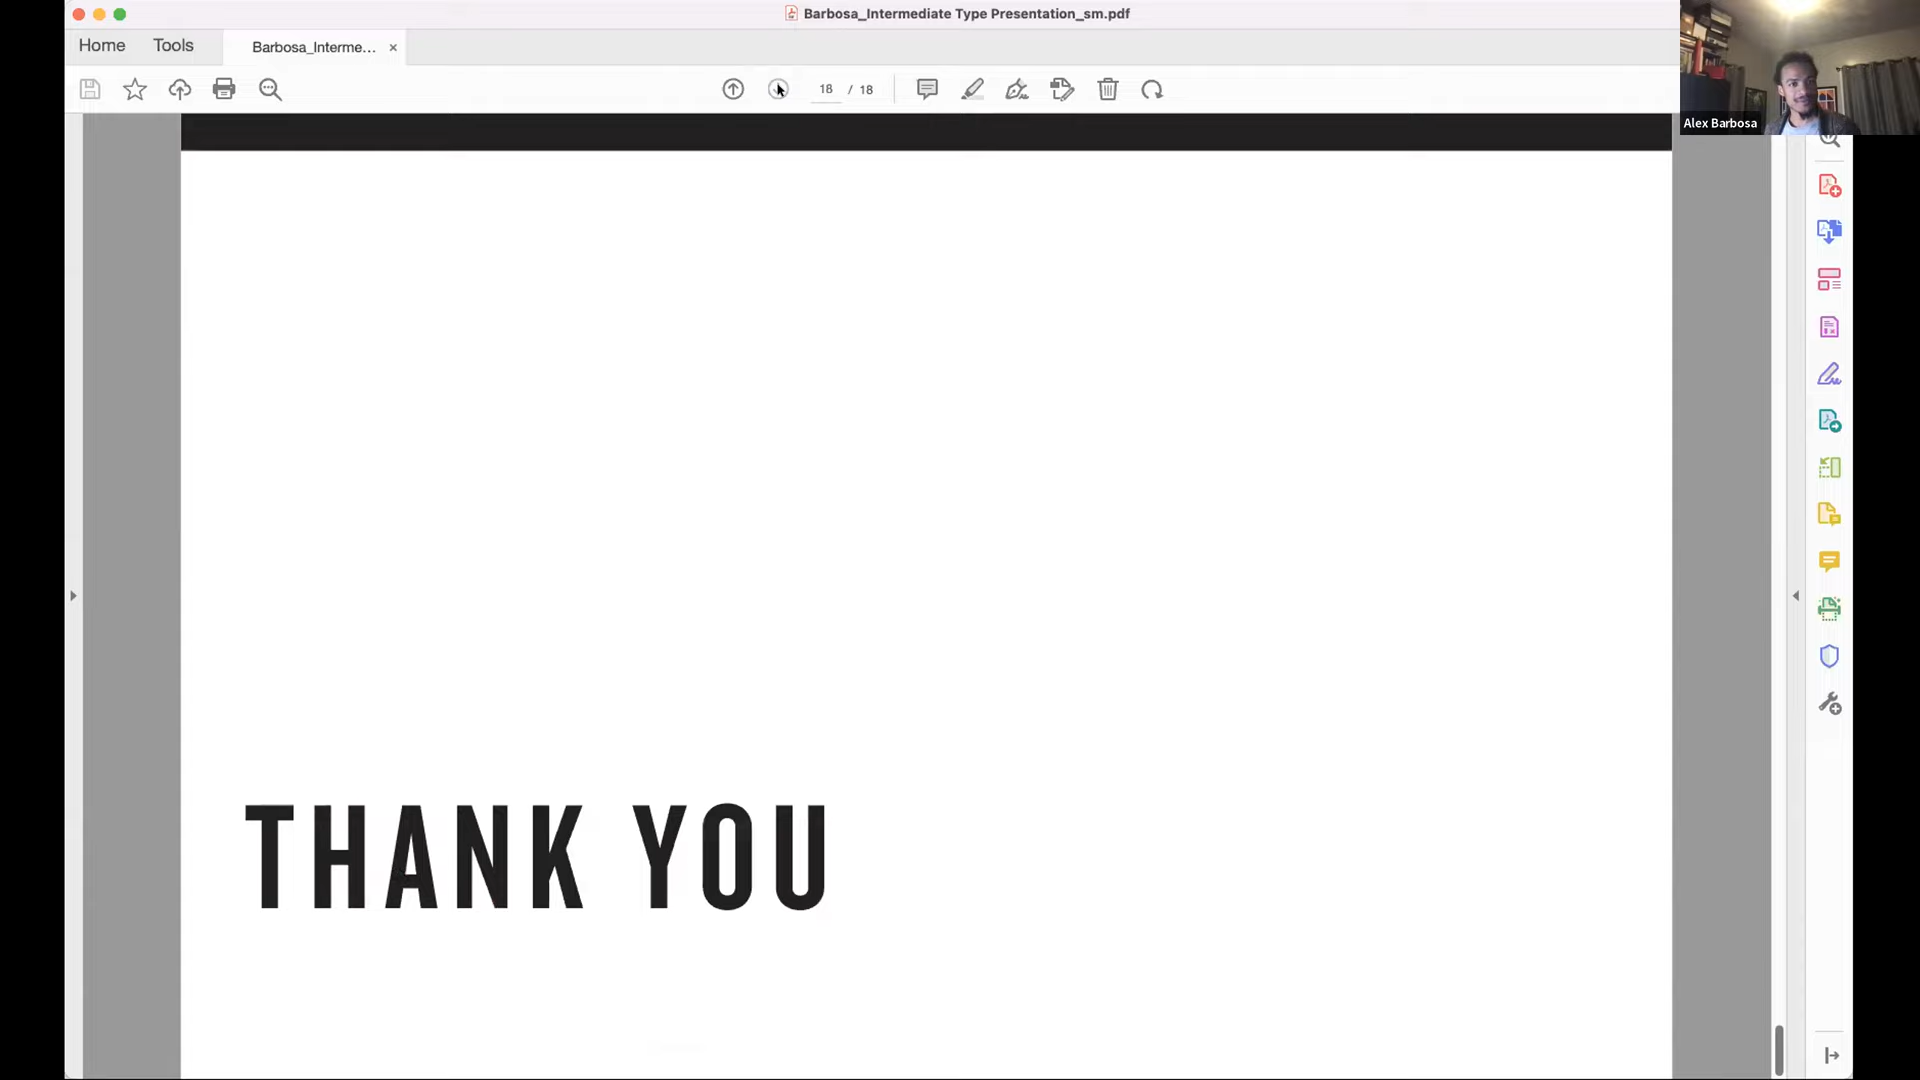 Barbosa_Intermediate Type Presentation_sm.pdf
Home
Tools
Barbosa_Interme...
18 / 18
Alex Barbosa
THANK YOU